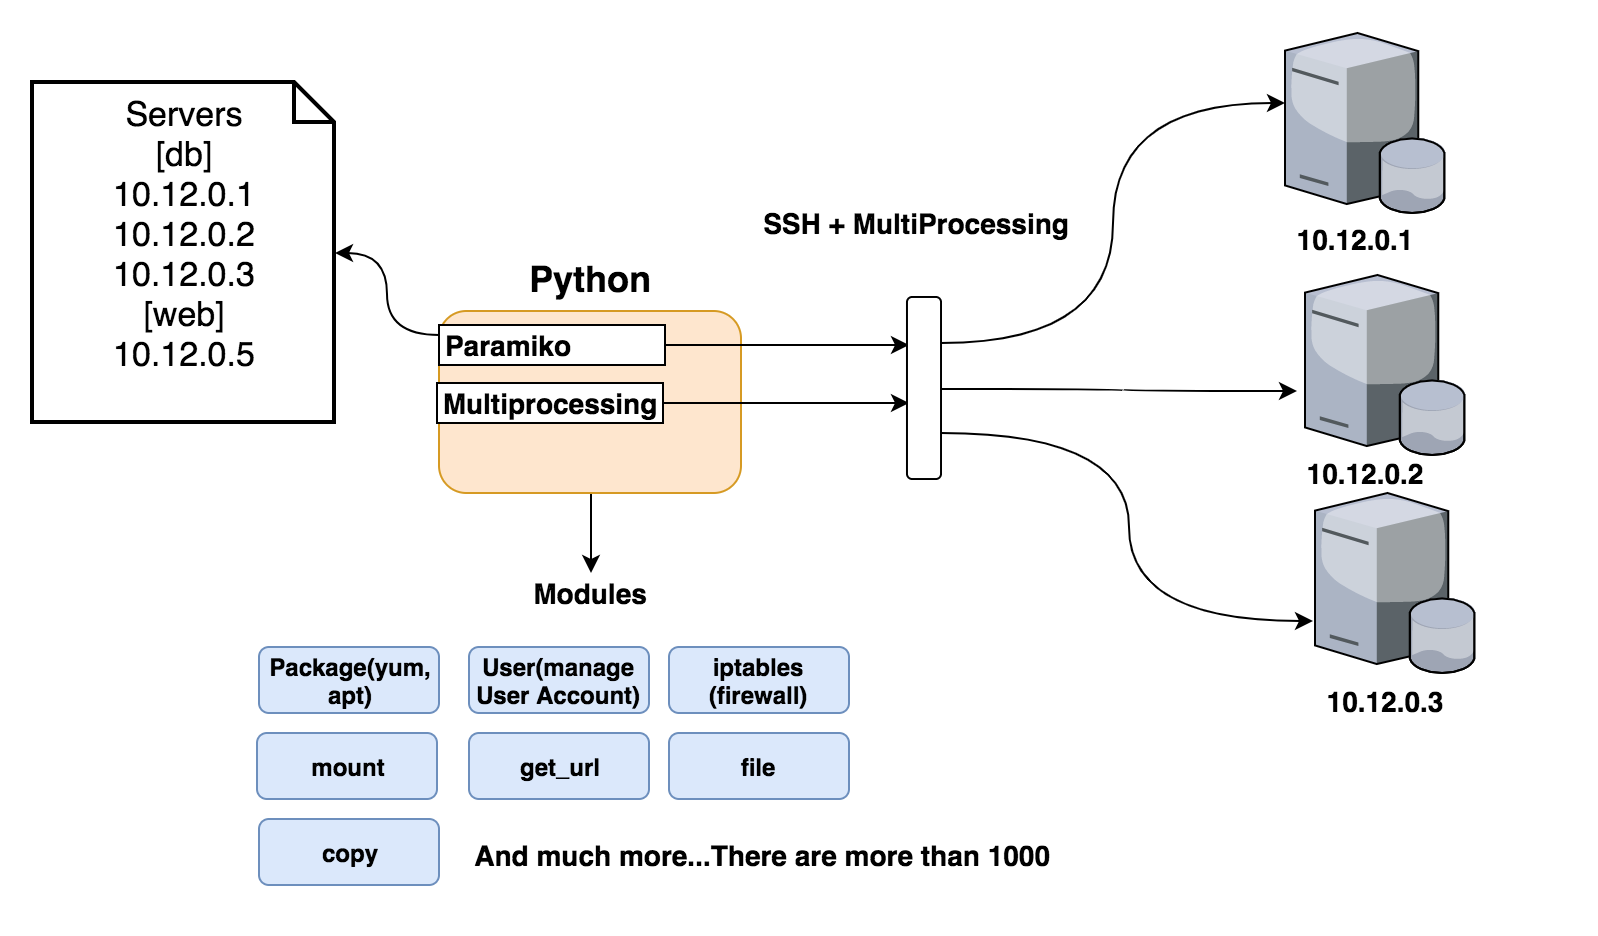 Servers
[db]
10.12.0.1
10.12.0.2
10.12.0.3
[web]
10.12.0.5
Python
Paramiko
Multiprocessing
SSH + MultiProcessing
10.12.0.1
10.12.0.2
10.12.0.3
Modules
Package(yum,
apt)
User(manage
User Account)
iptables
(firewall)
mount
get_url
file
copy
And much more...There are more than 1000